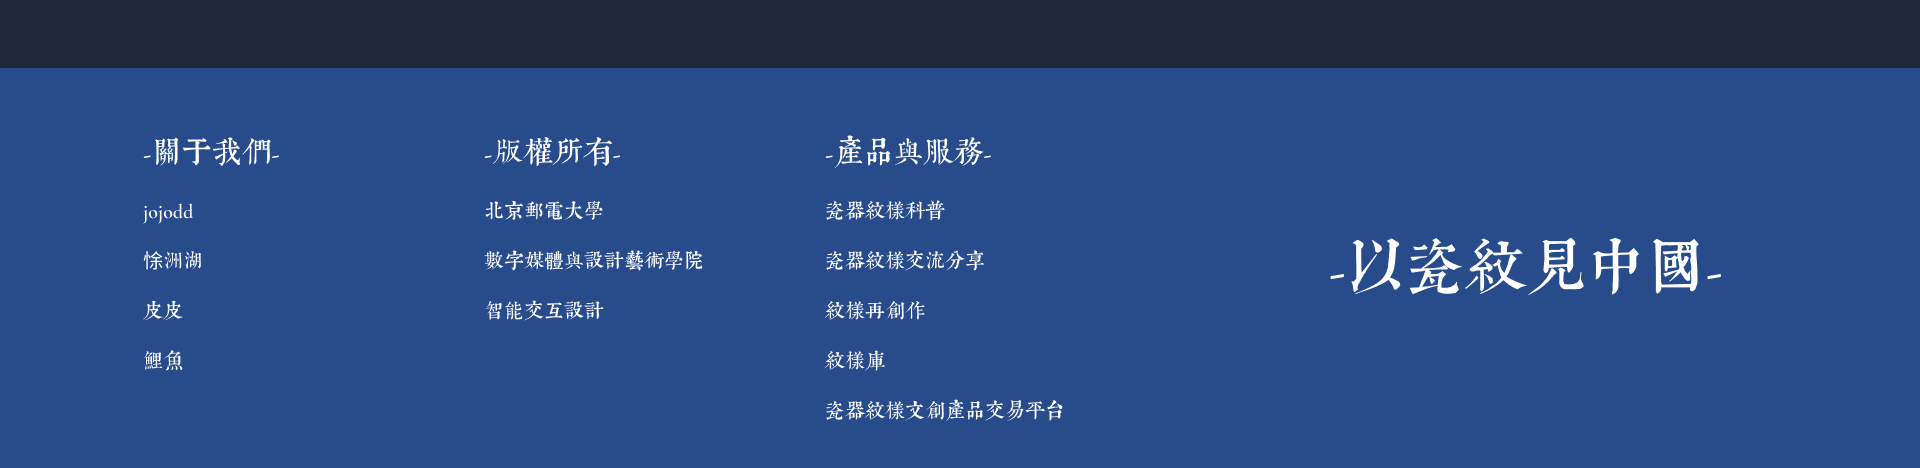 -關于我們-
jojodd
悇洲湖
皮皮
鯉魚
-版權所有-
北京郵電大學
數字媒體與設計藝術學院
智能交互設計
-產品與服務-
瓷器紋樣科普
瓷器紋樣交流分享
紋樣再創作
紋樣庫
瓷器紋樣文創產品交易平台
-以瓷紋見中國-